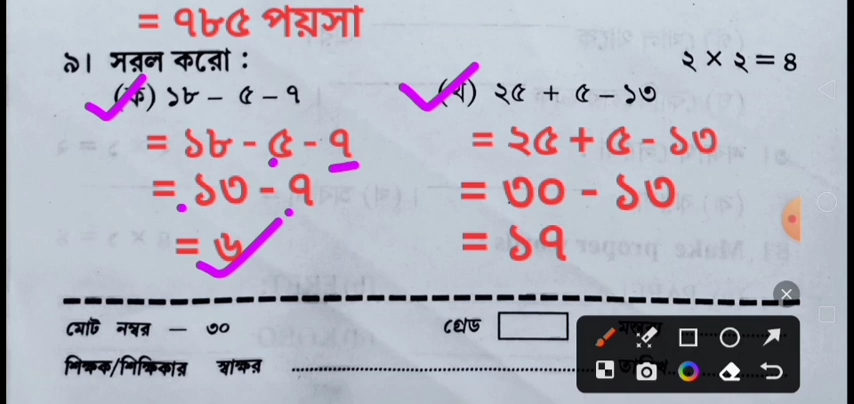 = ৭৮৫ পয়সা
৯। সরল করো : ২ × ২ = ৪
(ক) ১৮ – ৫ – ৭ (খ) ২৫ + ৫ – ১৩
= ১৮ - ৫ - ৭ = ২৫ + ৫ - ১৩
= ১৩ - ৭ = ৩০ - ১৩
= ৬ = ১৭
মোট নম্বর — ৩০ গ্রেড
শিক্ষক/শিক্ষিকার স্বাক্ষর